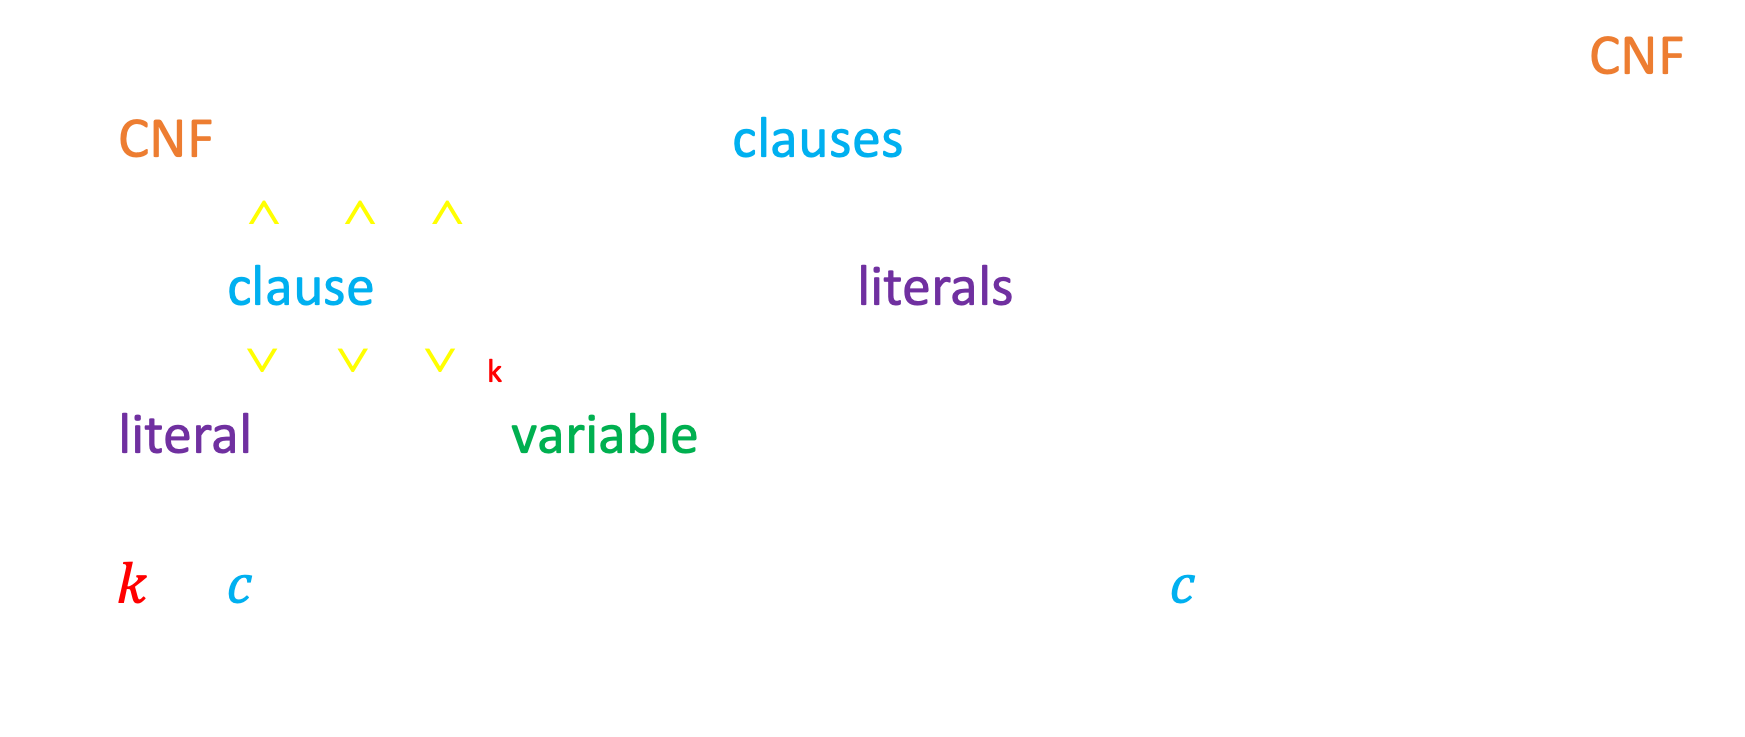 CNF
CNF clauses
∧ ∧ ∧
clause literals
∨ ∨ ∨ k
literal variable
k c c